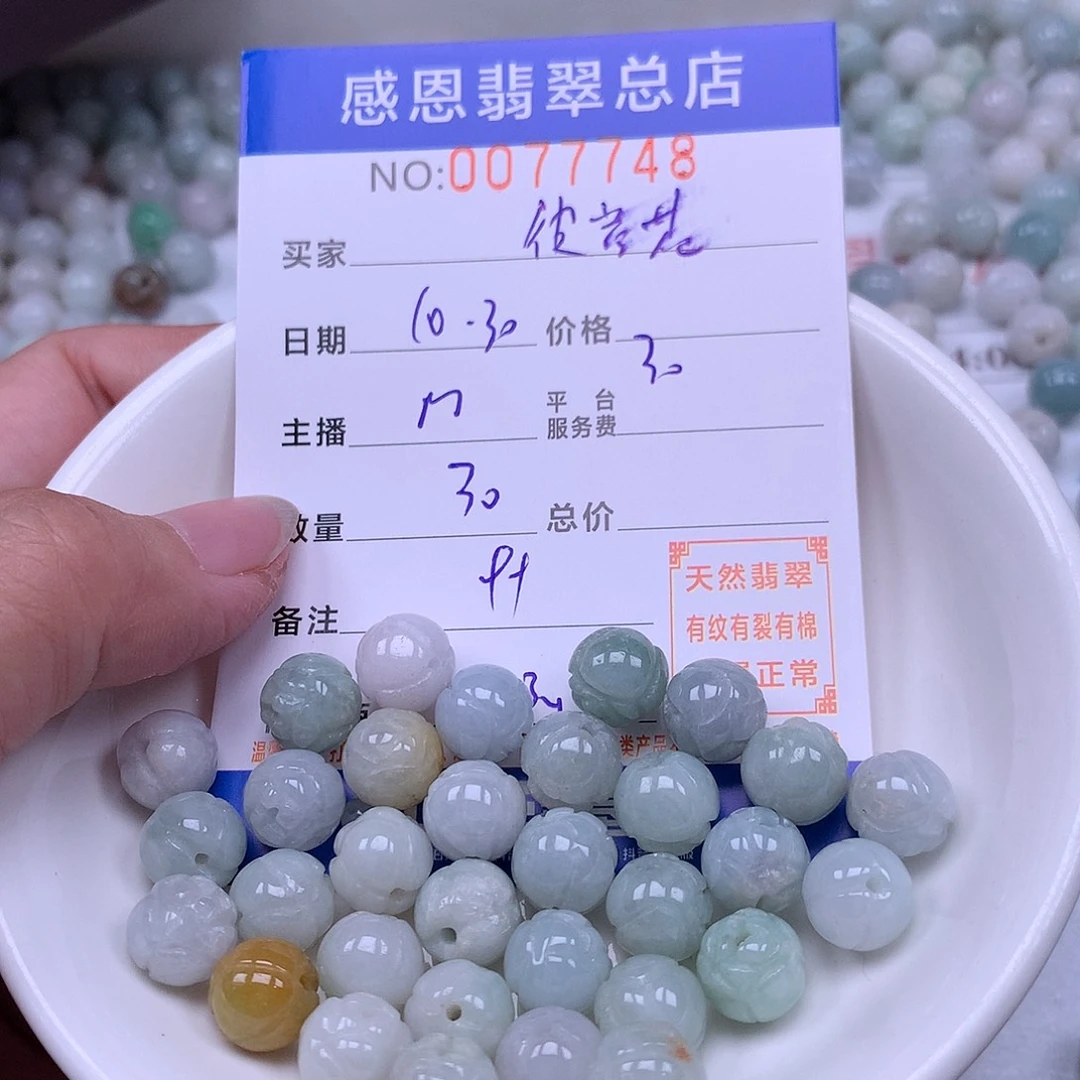 感恩翡翠总店
NO:0077748
买家
日期 10.30 价格
30
主播 M 平台
服务费
数量 30 总价
备注
天然翡翠
有纹有裂有棉
正常